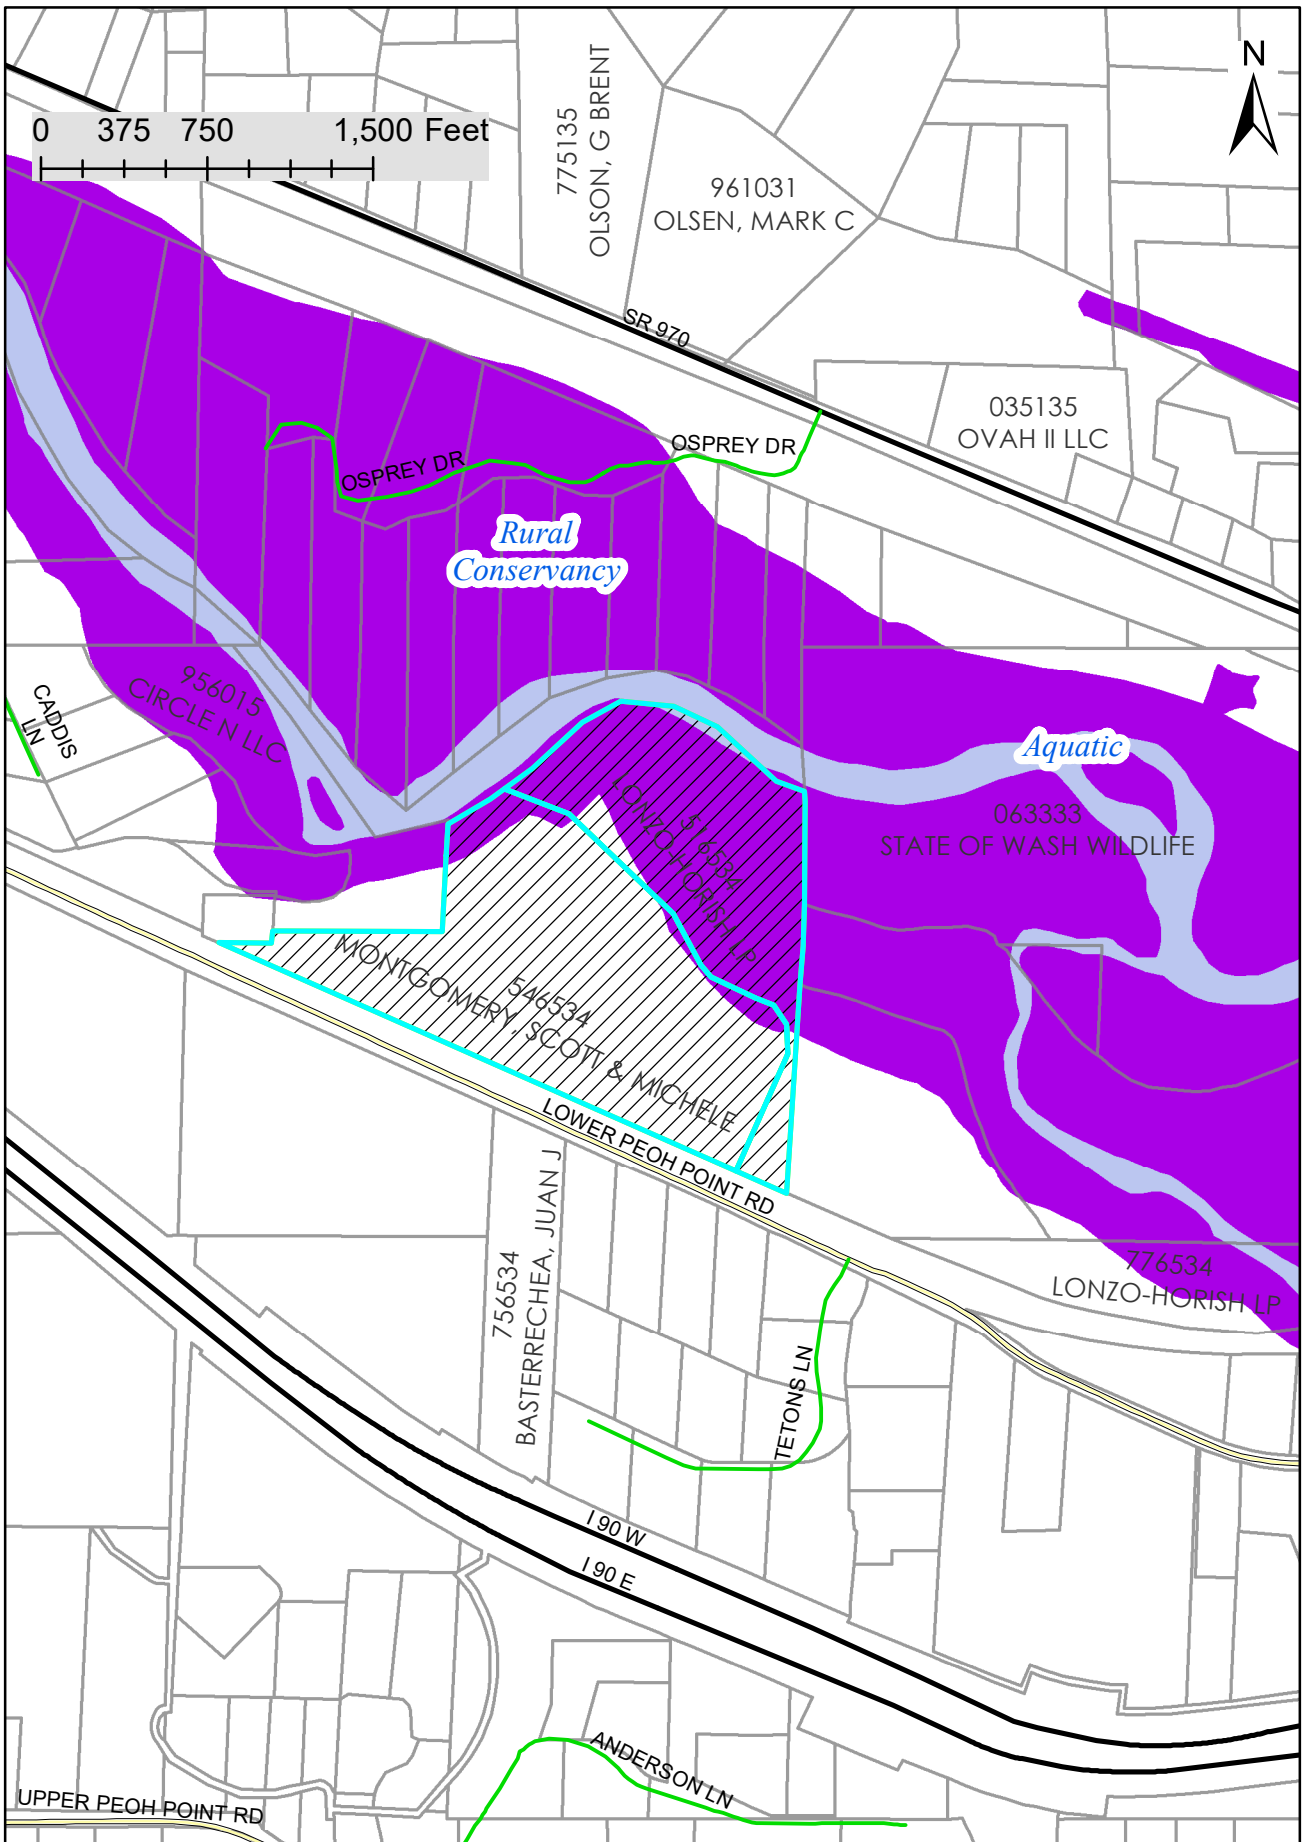 N
0 375 750 1,500 Feet
775135
OLSON, G BRENT
961031
OLSEN, MARK C
SR 970
035135
OVAH II LLC
OSPREY DR
OSPREY DR
Rural
Conservancy
956015
CIRCLE N LLC
CADDIS
LN
Aquatic
063333
STATE OF WASH WILDLIFE
LONZO-HORISH LP
546534
MONTGOMERY, SCOTT & MICHELE
LOWER PEOH POINT RD
756534
BASTERRECHEA, JUAN J
776534
LONZO-HORISH LP
TETONS LN
I 90 W
I 90 E
ANDERSON LN
UPPER PEOH POINT RD